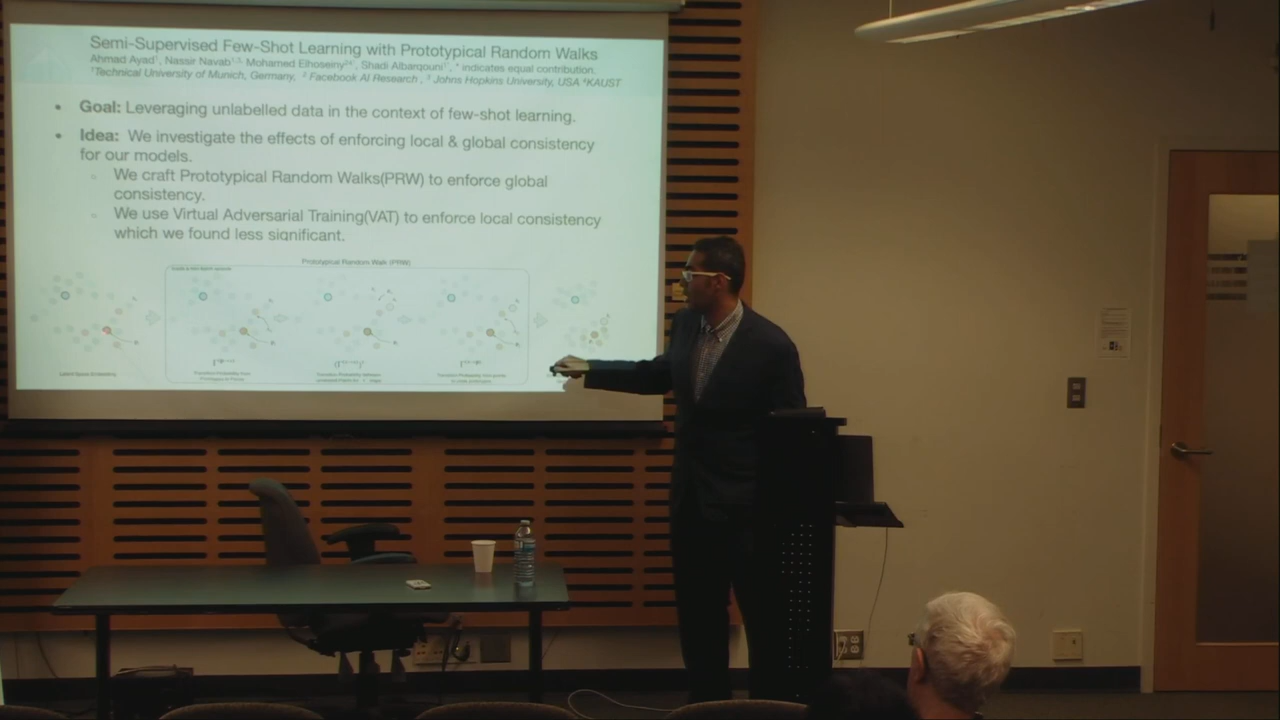 Semi-Supervised Few-Shot Learning with Prototypical Random Walks
Ahmad Ayad¹, Nassir Navab¹˒³, Mohamed Elhoseiny²⁴*, Shadi Albarqouni¹*, * indicates equal contribution.
¹Technical University of Munich, Germany, ² Facebook AI Research , ³ Johns Hopkins University, USA ⁴KAUST
• Goal: Leveraging unlabelled data in the context of few-shot learning.
• Idea: We investigate the effects of enforcing local & global consistency
for our models.
We craft Prototypical Random Walks(PRW) to enforce global
consistency.
We use Virtual Adversarial Training(VAT) to enforce local consistency
which we found less significant.
Prototypical Random Walk (PRW)